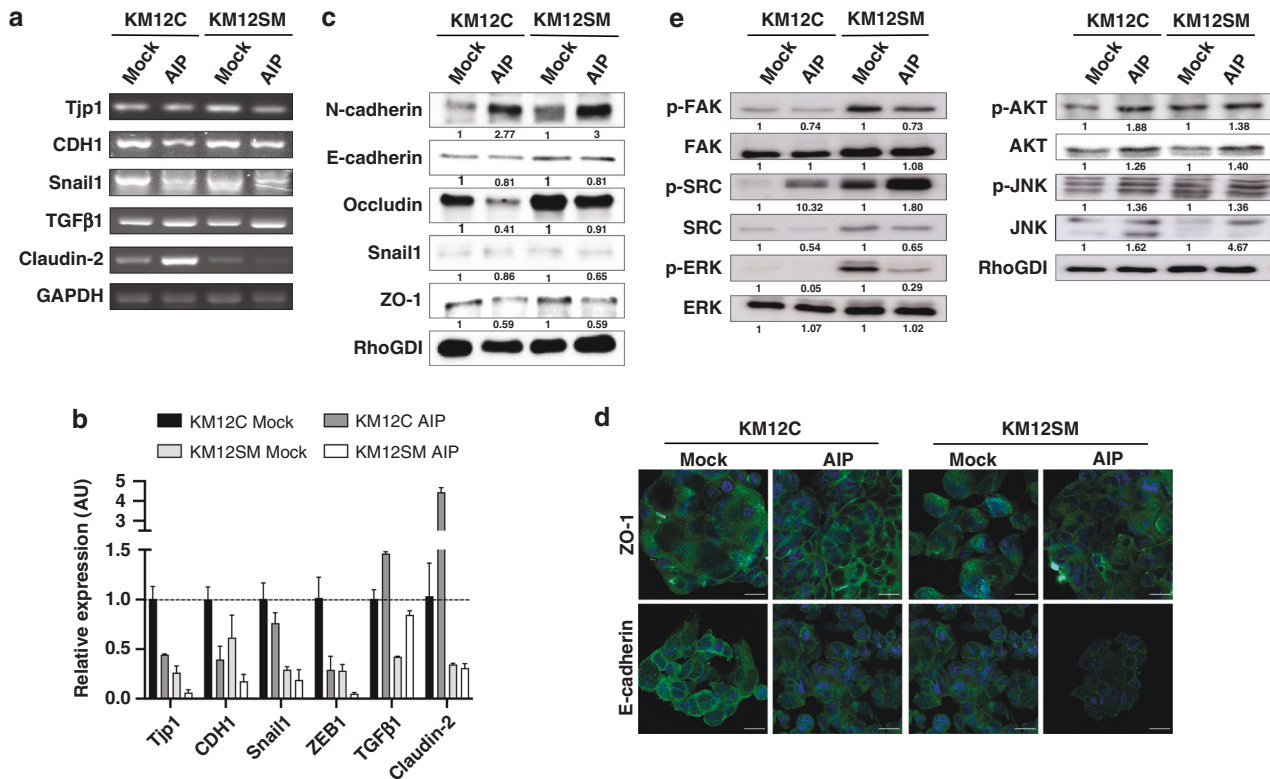 a
KM12C KM12SM
Mock AIP Mock AIP
Tjp1
CDH1
Snail1
TGFβ1
Claudin-2
GAPDH
c
KM12C KM12SM
Mock AIP Mock AIP
N-cadherin
1 2.77 1 3
E-cadherin
1 0.81 1 0.81
Occludin
1 0.41 1 0.91
Snail1
1 0.86 1 0.65
ZO-1
1 0.59 1 0.59
RhoGDI
e
KM12C KM12SM
Mock AIP Mock AIP
p-FAK
1 0.74 1 0.73
FAK
1 1 1 1.08
p-SRC
1 10.32 1 1.80
SRC
1 0.54 1 0.65
p-ERK
1 0.05 1 0.29
ERK
1 1.07 1 1.02
KM12C KM12SM
Mock AIP Mock AIP
p-AKT
1 1.88 1 1.38
AKT
1 1.26 1 1.40
p-JNK
1 1.36 1 1.36
JNK
1 1.62 1 4.67
RhoGDI
b
KM12C Mock KM12C AIP
KM12SM Mock KM12SM AIP
Relative expression (AU)
5
4
3
1.5
1.0
0.5
0.0
Tjp1 CDH1 Snail1 ZEB1 TGFβ1 Claudin-2
d
KM12C KM12SM
Mock AIP Mock AIP
ZO-1
E-cadherin